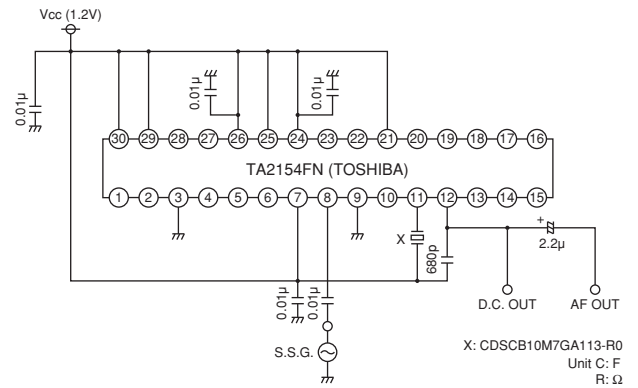 Vcc (1.2V)
0.01µ
0.01µ
0.01µ
30 29 28 27 26 25 24 23 22 21 20 19 18 17 16
TA2154FN (TOSHIBA)
1 2 3 4 5 6 7 8 9 10 11 12 13 14 15
X
680p
+
2.2µ
0.01µ
0.01µ
D.C. OUT
AF OUT
S.S.G.
X: CDSCB10M7GA113-R0
Unit C: F
R: Ω